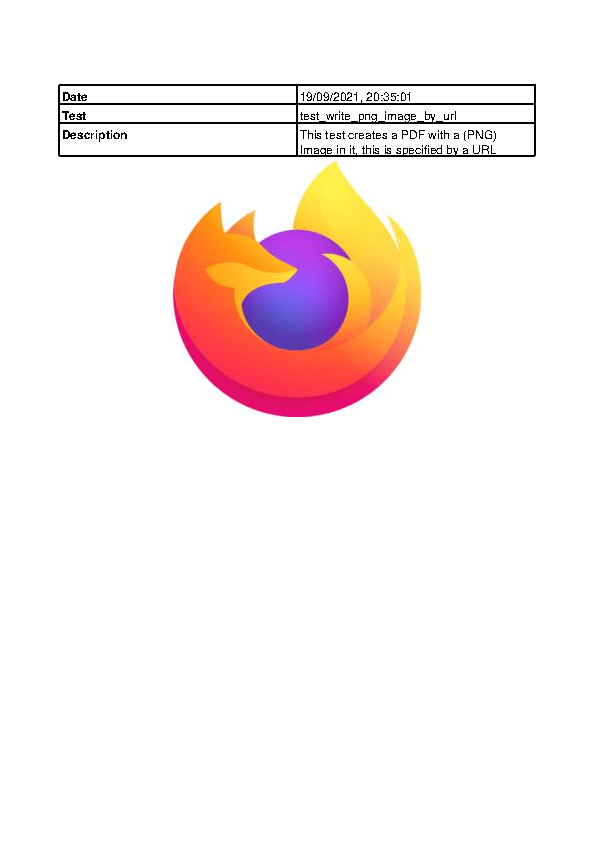 Date 19/09/2021, 20:35:01
Test test_write_png_image_by_url
Description This test creates a PDF with a (PNG)
Image in it, this is specified by a URL